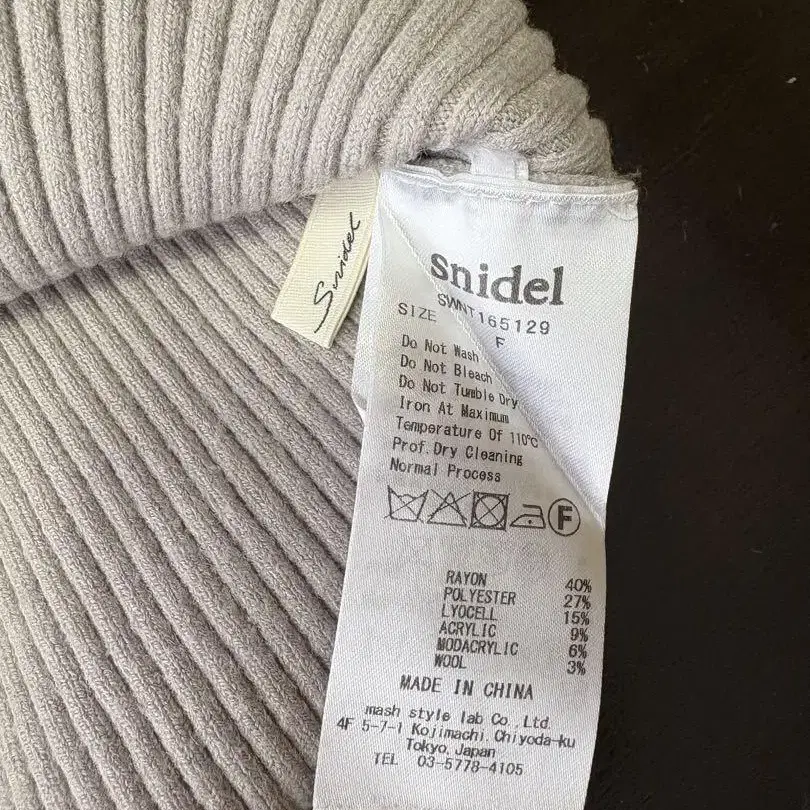 Snidel
snidel
SWNT165129
SIZE F
Do Not Wash
Do Not Bleach
Do Not Tumble Dry
Iron At Maximum
Temperature Of 110℃
Prof. Dry Cleaning
Normal Process
F
RAYON 40%
POLYESTER 27%
LYOCELL 15%
ACRYLIC 9%
MODACRYLIC 6%
WOOL 3%
MADE IN CHINA
mash style lab Co., Ltd.
4F 5-7-1 Kojimachi, Chiyoda-ku
Tokyo, Japan
TEL 03-5778-4105